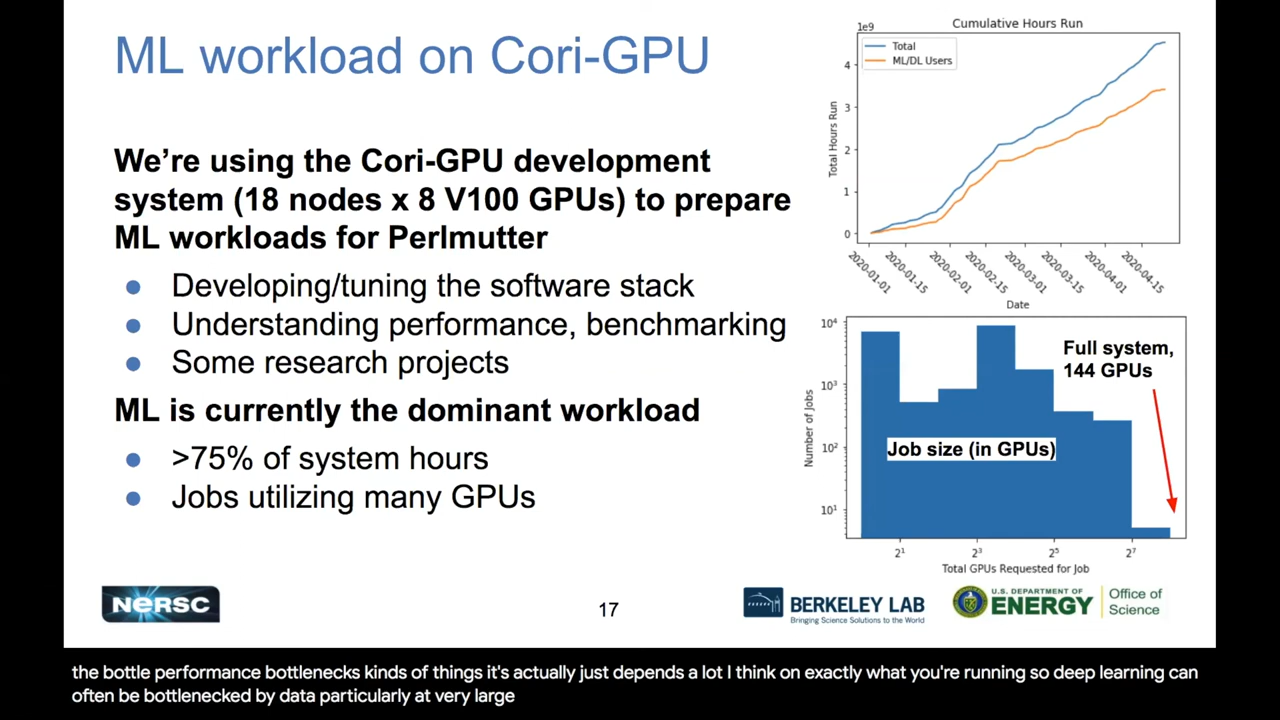 ML workload on Cori-GPU
We're using the Cori-GPU development
system (18 nodes x 8 V100 GPUs) to prepare
ML workloads for Perlmutter
● Developing/tuning the software stack
● Understanding performance, benchmarking
● Some research projects
ML is currently the dominant workload
● >75% of system hours
● Jobs utilizing many GPUs
Cumulative Hours Run
1e9
Total
ML/DL Users
4
3
2
1
0
Total Hours Run
2020-01-01
2020-01-15
2020-02-01
2020-02-15
2020-03-01
2020-03-15
2020-04-01
2020-04-15
Date
10⁴
10³
10²
10¹
Number of Jobs
Full system,
144 GPUs
Job size (in GPUs)
2¹ 2³ 2⁵ 2⁷
Total GPUs Requested for Job
NERSC
17
BERKELEY LAB
Bringing Science Solutions to the World
U.S. DEPARTMENT OF
ENERGY
Office of
Science
the bottle performance bottlenecks kinds of things it's actually just depends a lot I think on exactly what you're running so deep learning can
often be bottlenecked by data particularly at very large